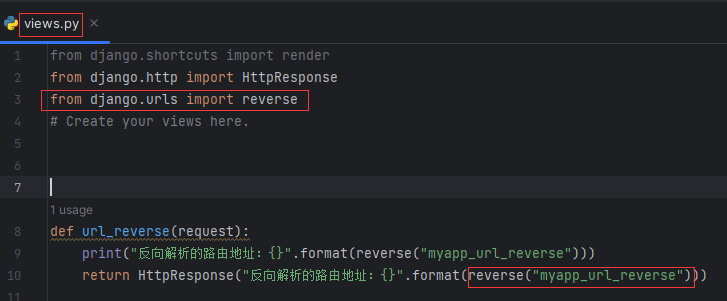 views.py
1 from django.shortcuts import render
2 from django.http import HttpResponse
3 from django.urls import reverse
4 # Create your views here.
5
6
7
1 usage
8 def url_reverse(request):
9     print("反向解析的路由地址：{}".format(reverse("myapp_url_reverse")))
10     return HttpResponse("反向解析的路由地址：{}".format(reverse("myapp_url_reverse")))
11